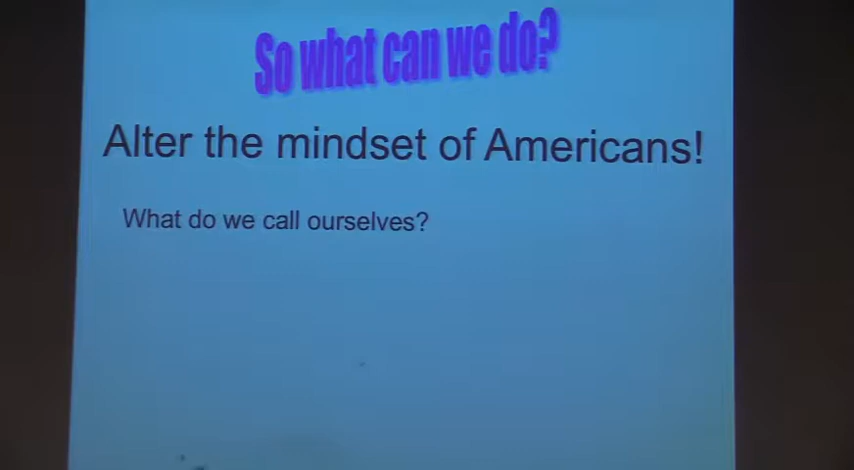 So what can we do?
Alter the mindset of Americans!
What do we call ourselves?